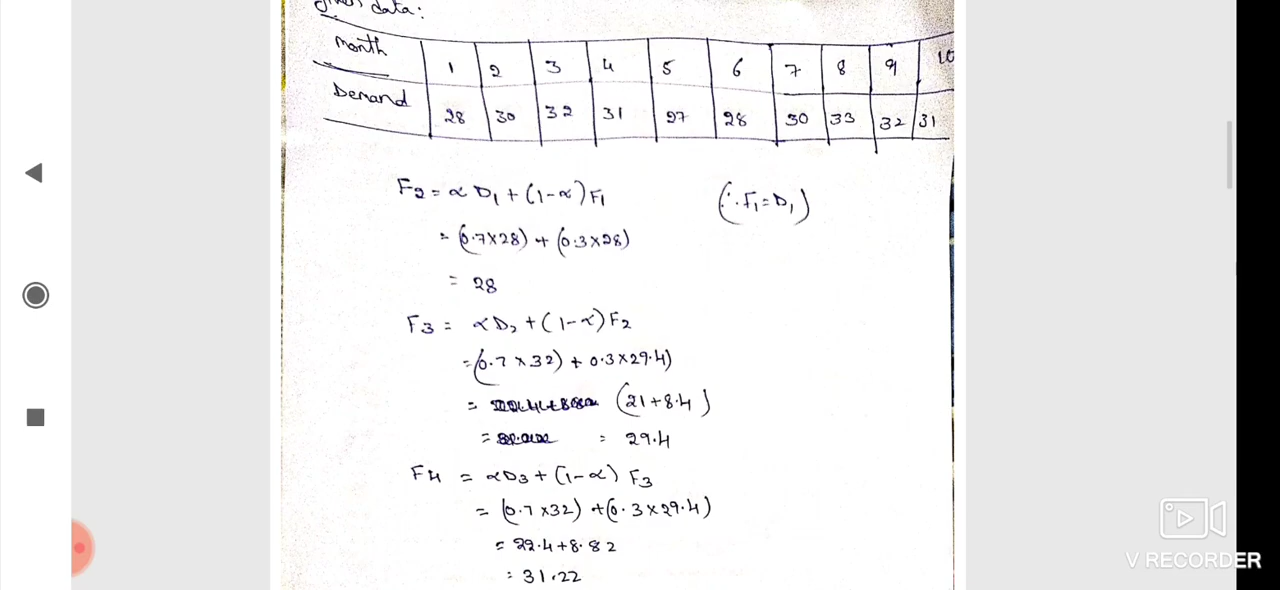 given data:
Month 1 2 3 4 5 6 7 8 9 10
Demand 28 30 32 31 27 28 30 33 32 31
F2 = α D1 + (1-α) F1 (∵ F1 = D1)
= (0.7×28) + (0.3×28)
= 28
F3 = αD2 + (1-α) F2
= (0.7 × 32) + 0.3×29.4)
= (21+8.4)
= = 29.4
F4 = αD3 + (1-α) F3
= (0.7 ×32) + (0.3 ×29.4)
= 22.4+8.82
= 31.22
V RECORDER